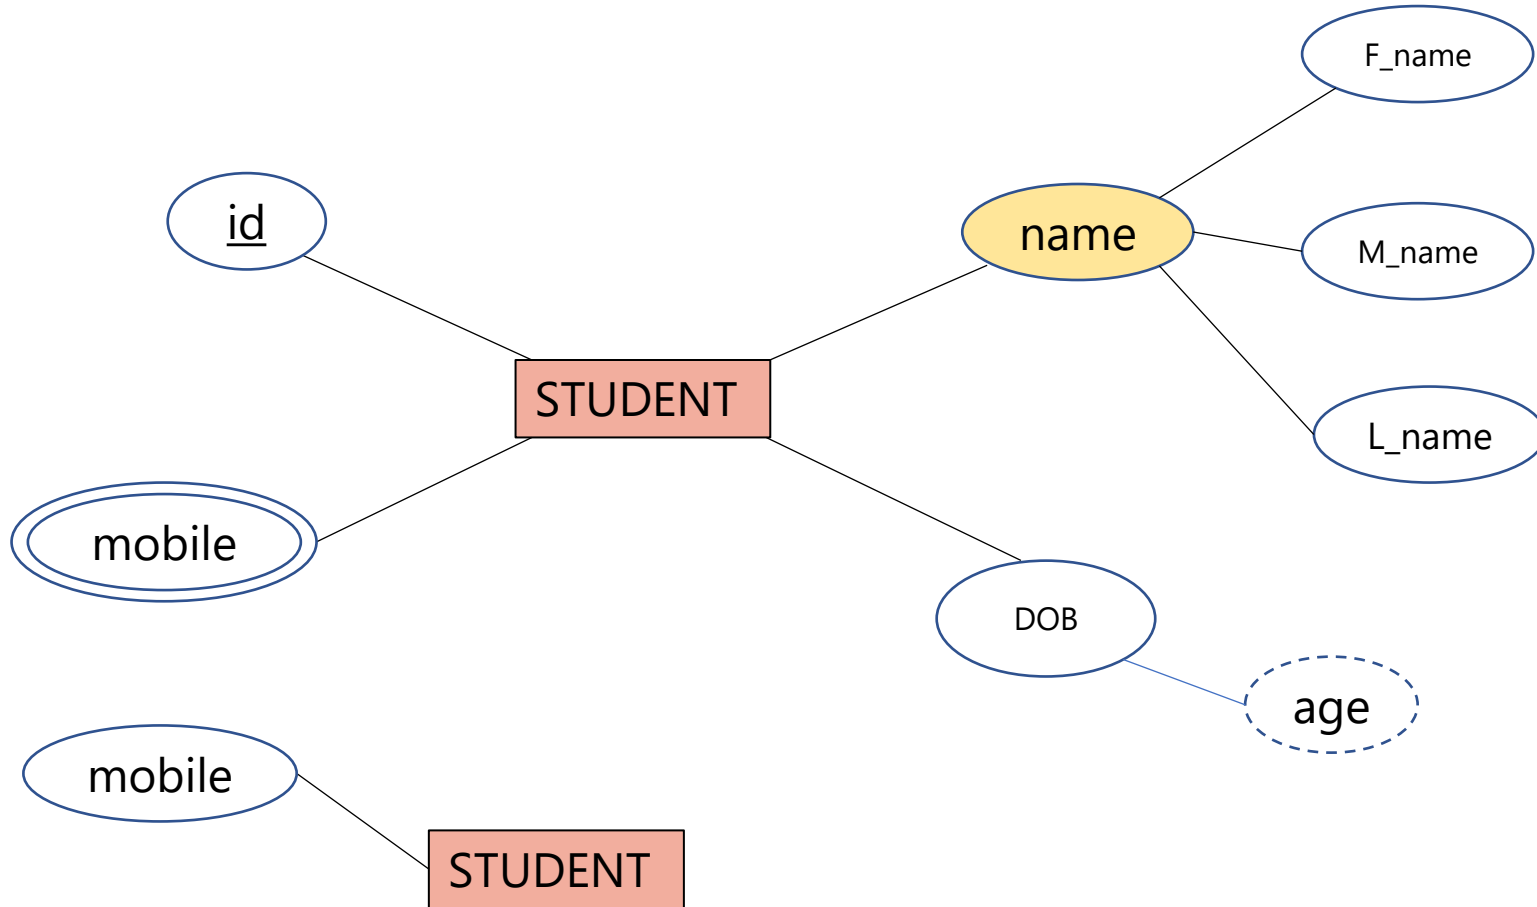 F_name
id
name
M_name
STUDENT
L_name
mobile
DOB
age
mobile
STUDENT